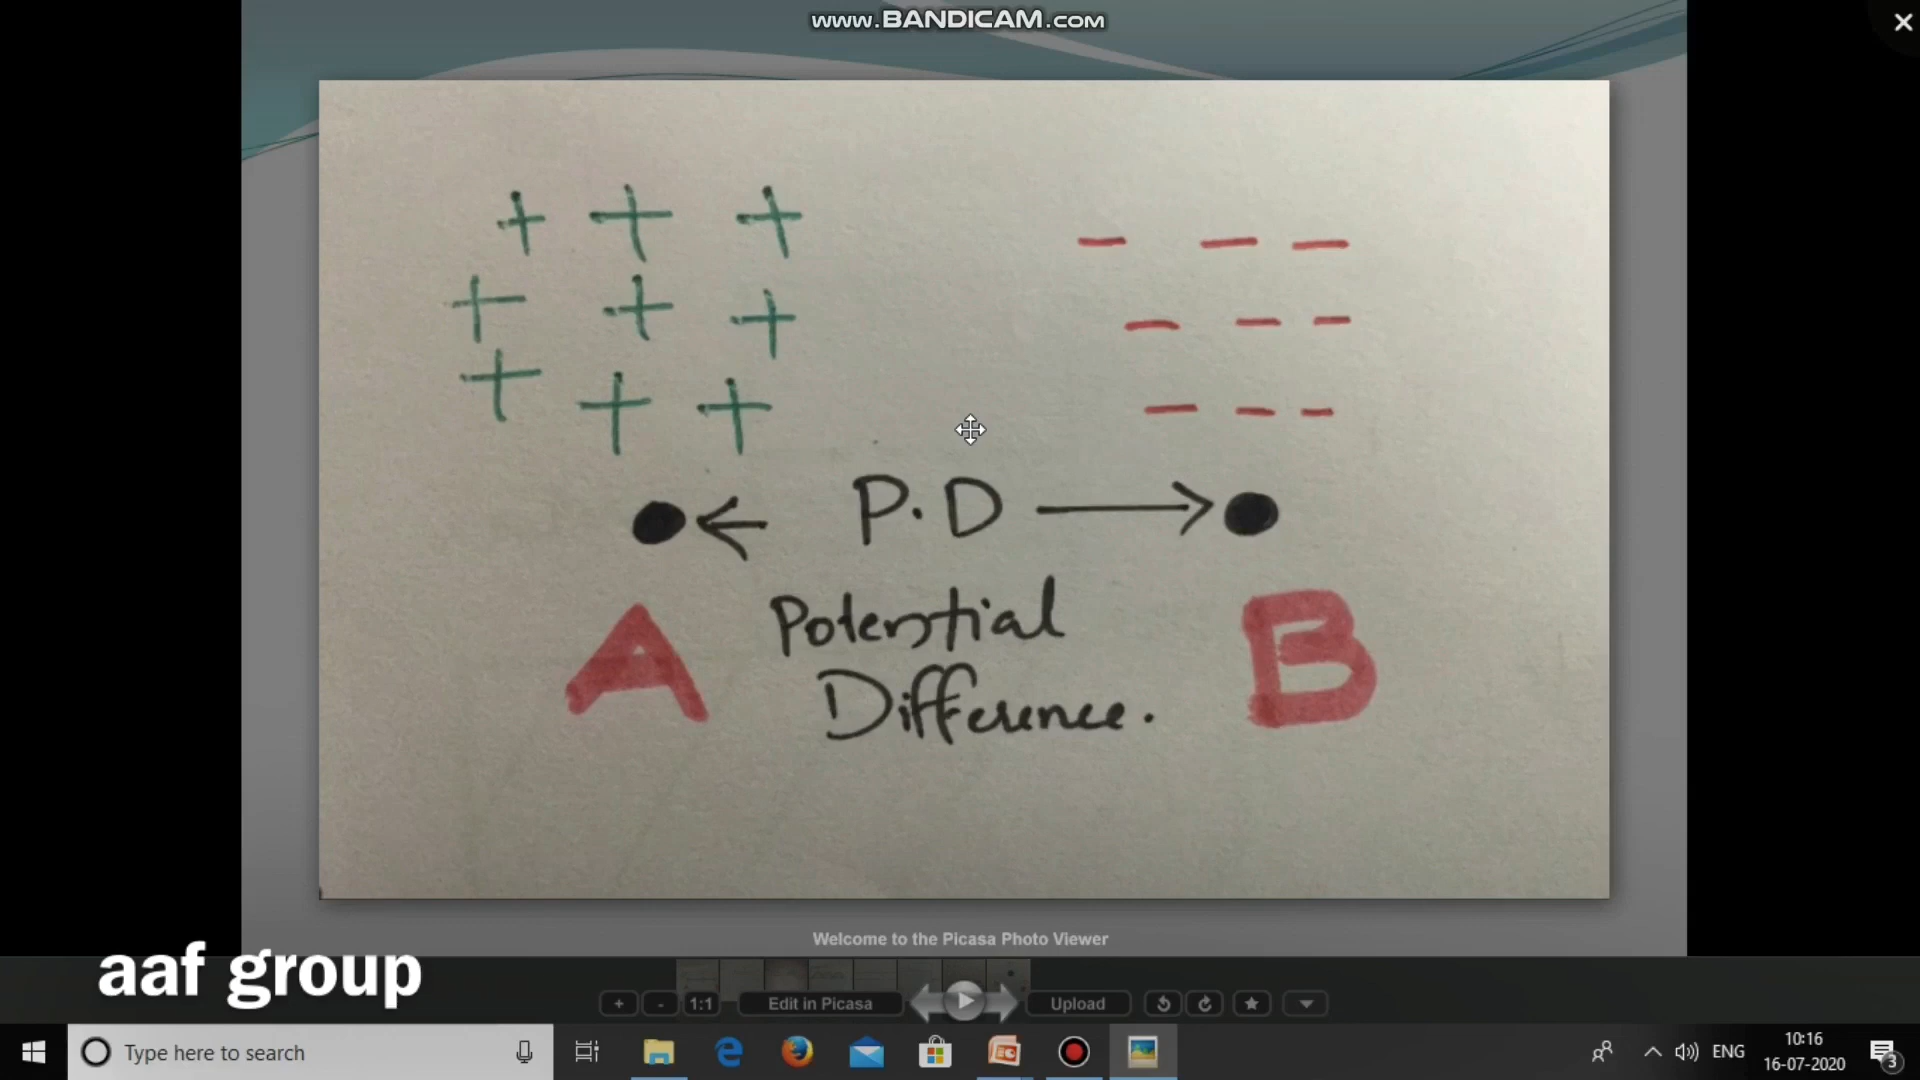 www.BANDICAM.com
+ + +
- - -
+ + +
- - -
+ + +
- - -
P.D
A
B
Potential
Difference.
Welcome to the Picasa Photo Viewer
aaf group
+ - 1:1 Edit in Picasa Upload
Type here to search
ENG
10:16
16-07-2020
3